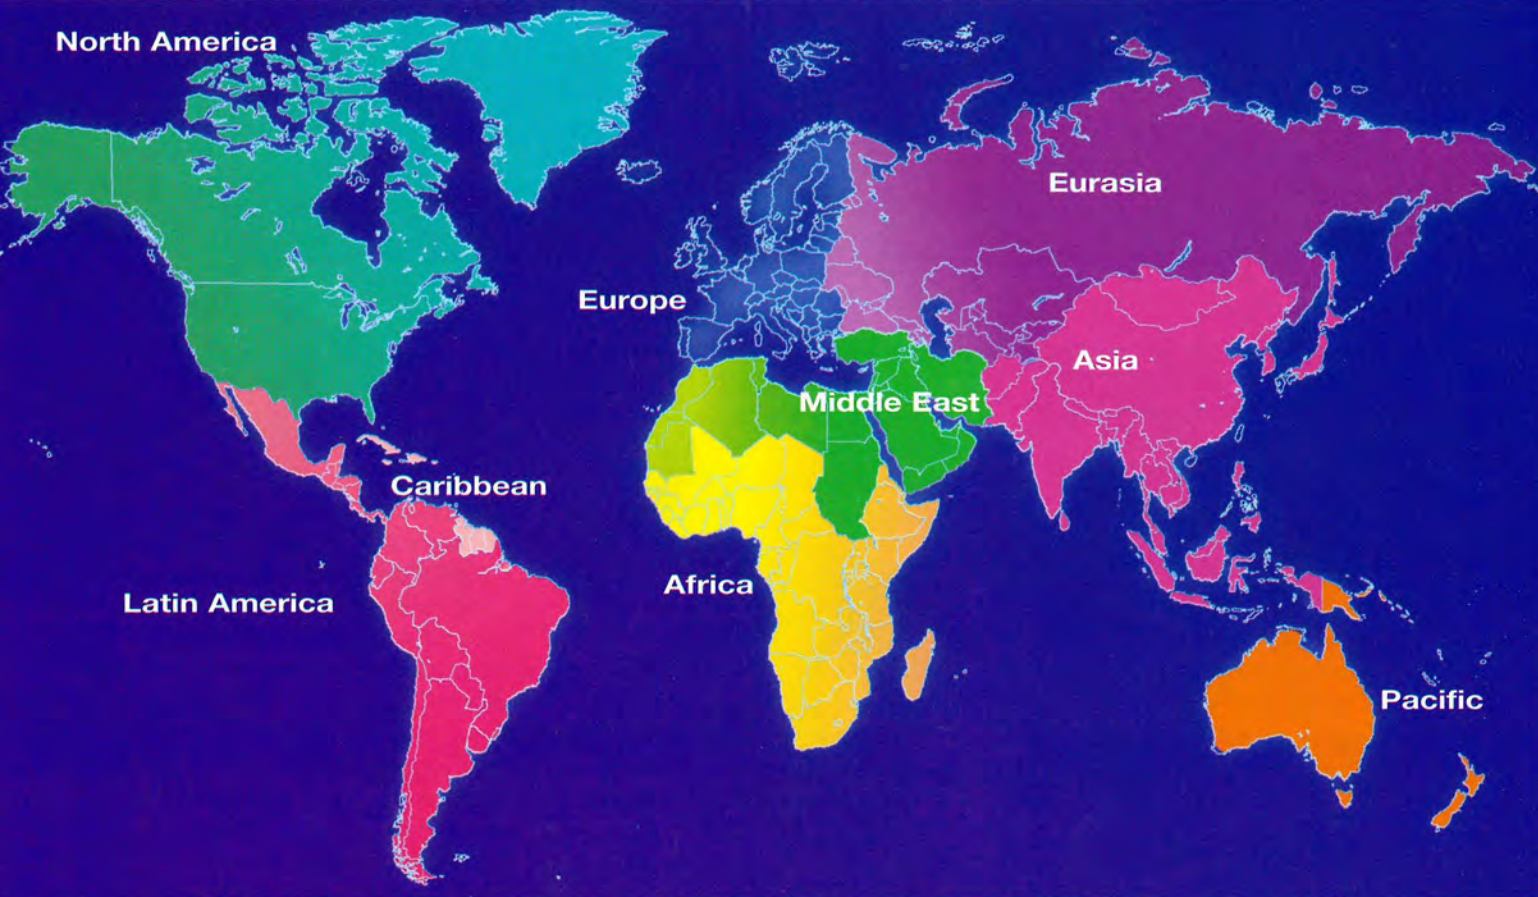 North America
Eurasia
Europe
Asia
Middle East
Caribbean
Africa
Latin America
Pacific